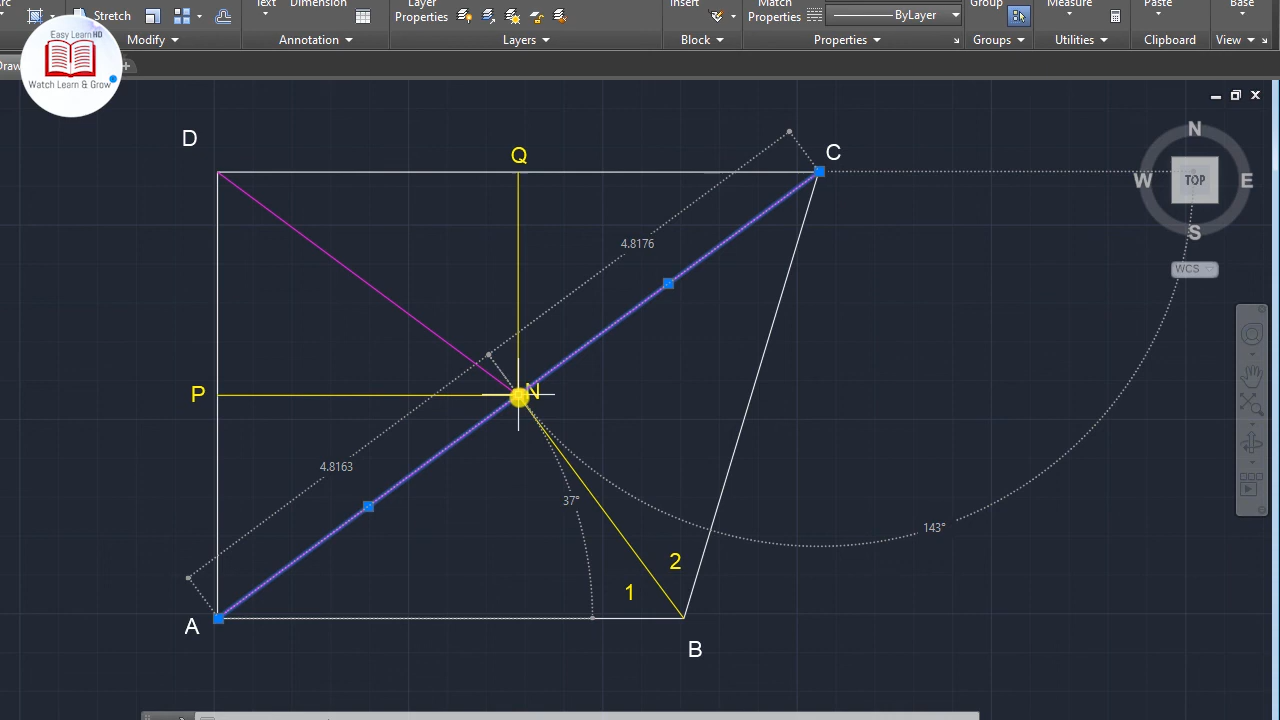 Stretch
Text
Dimension
Layer
Properties
Insert
Match
Properties
ByLayer
Group
Measure
Paste
Base
Modify
Annotation
Layers
Block
Properties
Groups
Utilities
Clipboard
View
Easy Learn HD
Watch Learn & Grow
D
Q
C
N
W
TOP
E
S
WCS
4.8176
P
N
4.8163
37°
143°
2
1
A
B